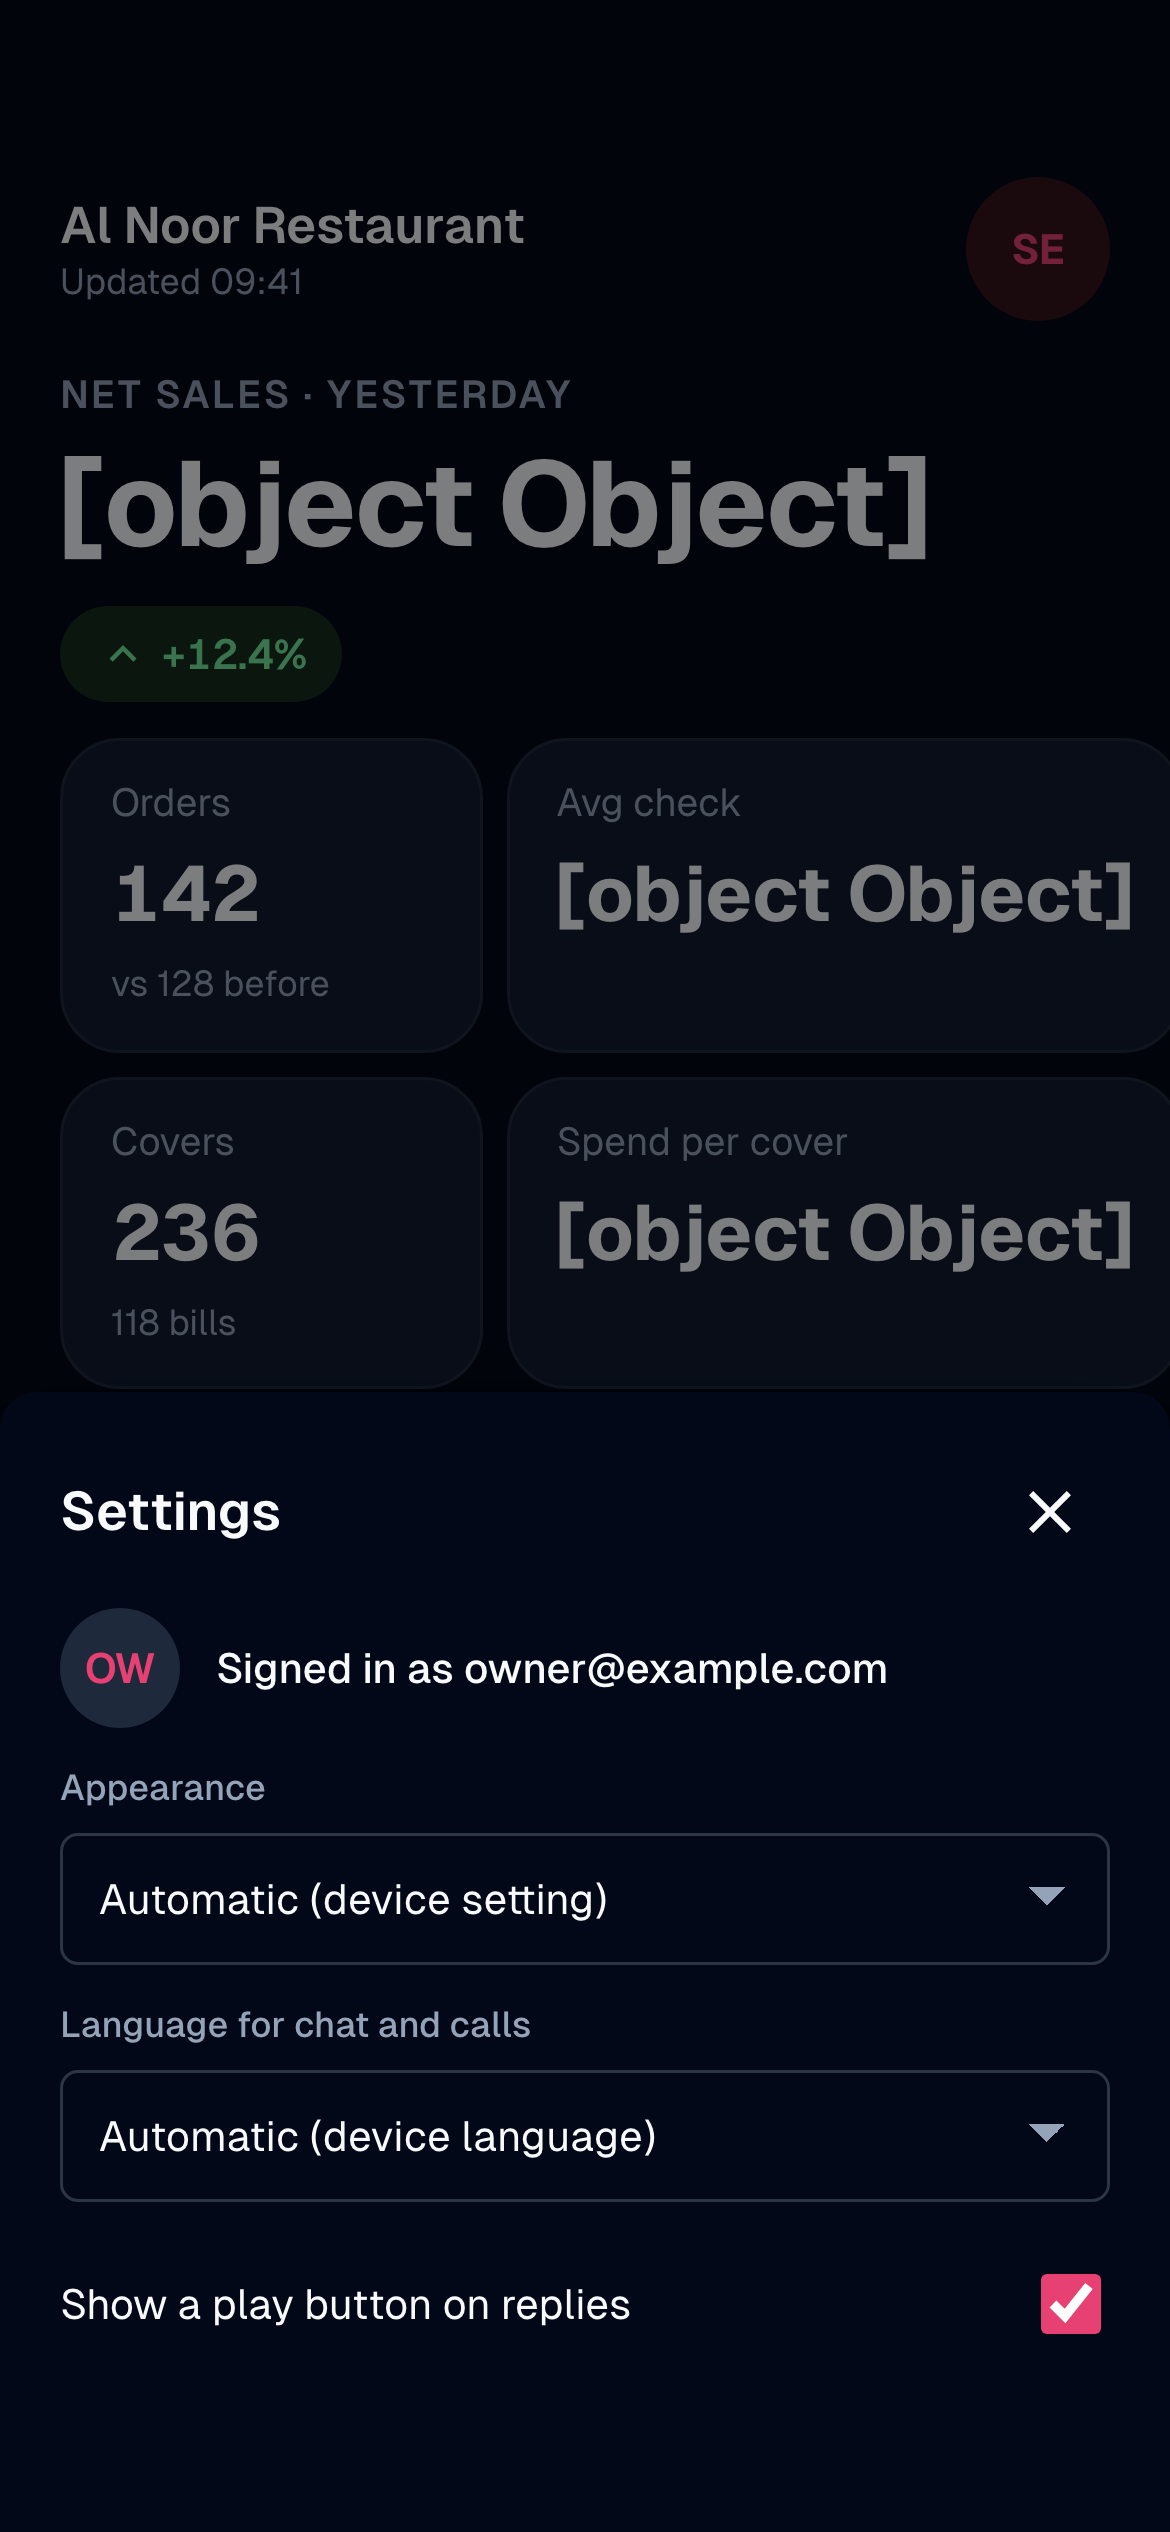 Al Noor Restaurant
Updated 09:41
SE
NET SALES · YESTERDAY
[object Object]
+12.4%
Orders
142
vs 128 before
Avg check
[object Object]
Covers
236
118 bills
Spend per cover
[object Object]
Settings
OW
Signed in as owner@example.com
Appearance
Automatic (device setting)
Language for chat and calls
Automatic (device language)
Show a play button on replies